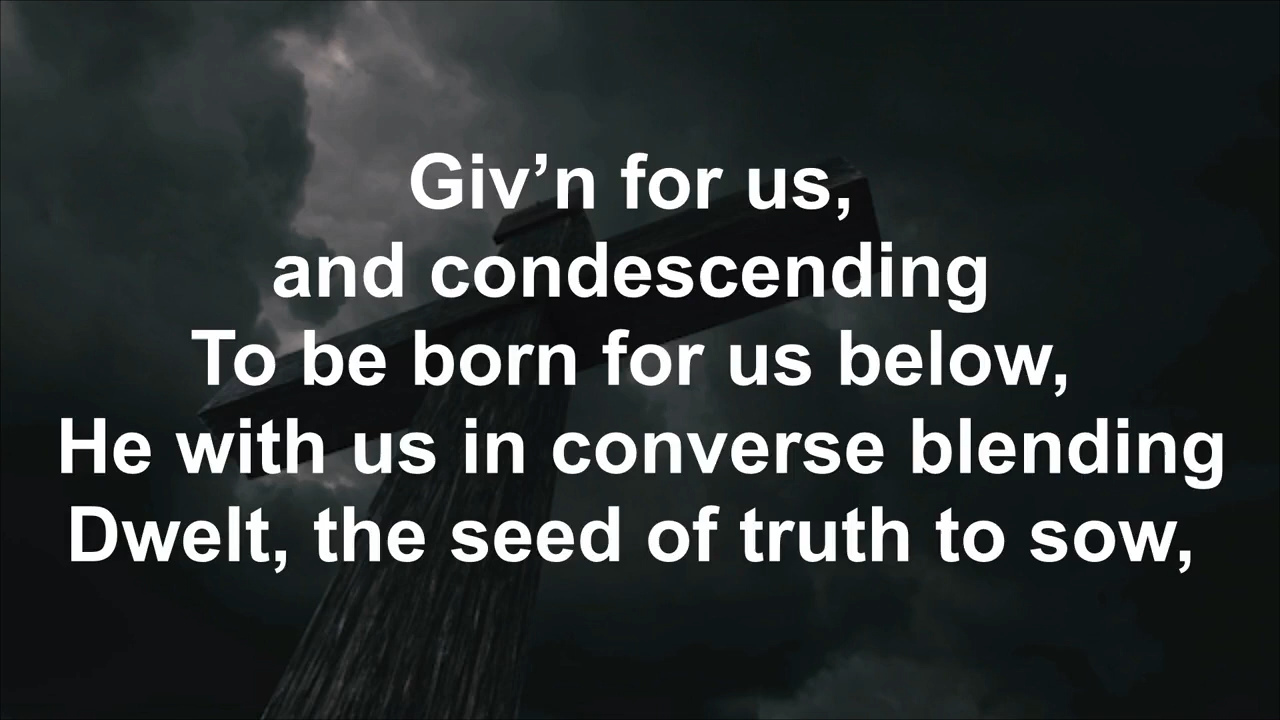 Giv’n for us,
and condescending
To be born for us below,
He with us in converse blending
Dwelt, the seed of truth to sow,